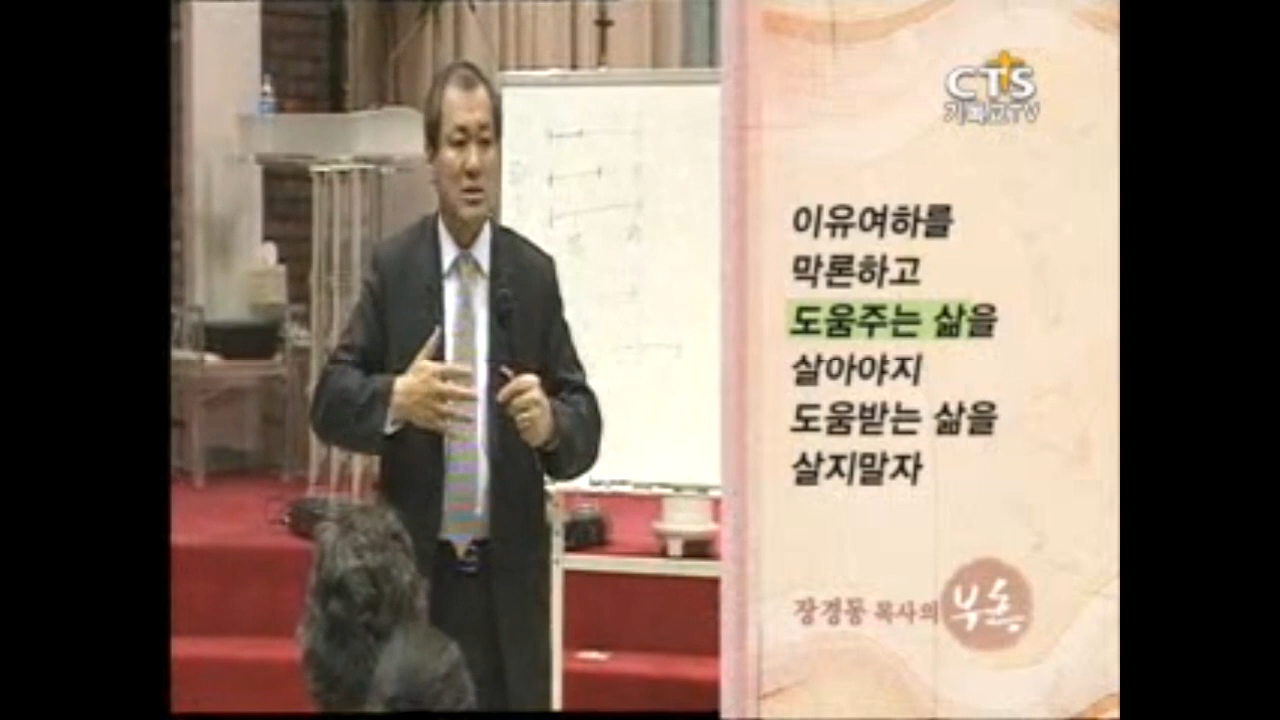 CTS
기독교TV
이유여하를
막론하고
도움주는 삶을
살아야지
도움받는 삶을
살지말자
장경동 목사의